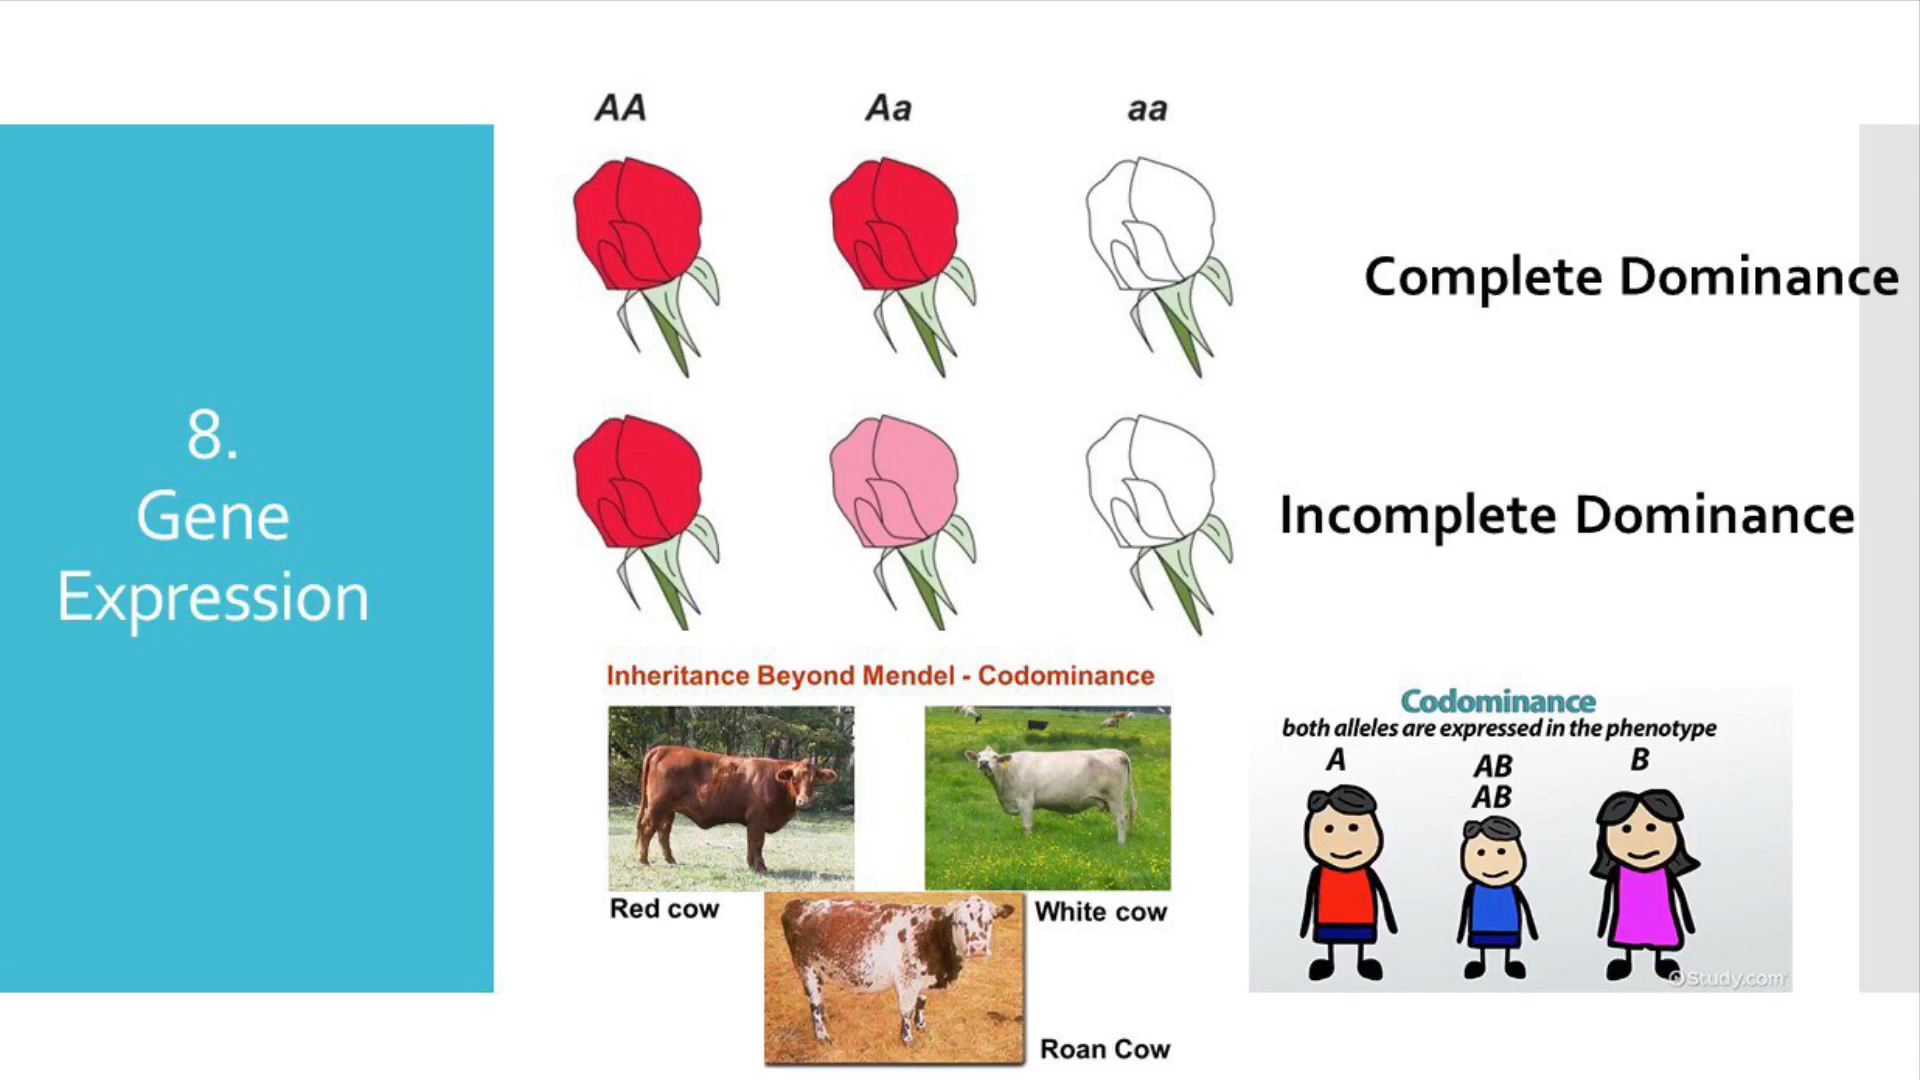 8.
Gene
Expression
AA Aa aa
Complete Dominance
Incomplete Dominance
Inheritance Beyond Mendel - Codominance
Red cow
White cow
Roan Cow
Codominance
both alleles are expressed in the phenotype
A AB B
AB
Study.com